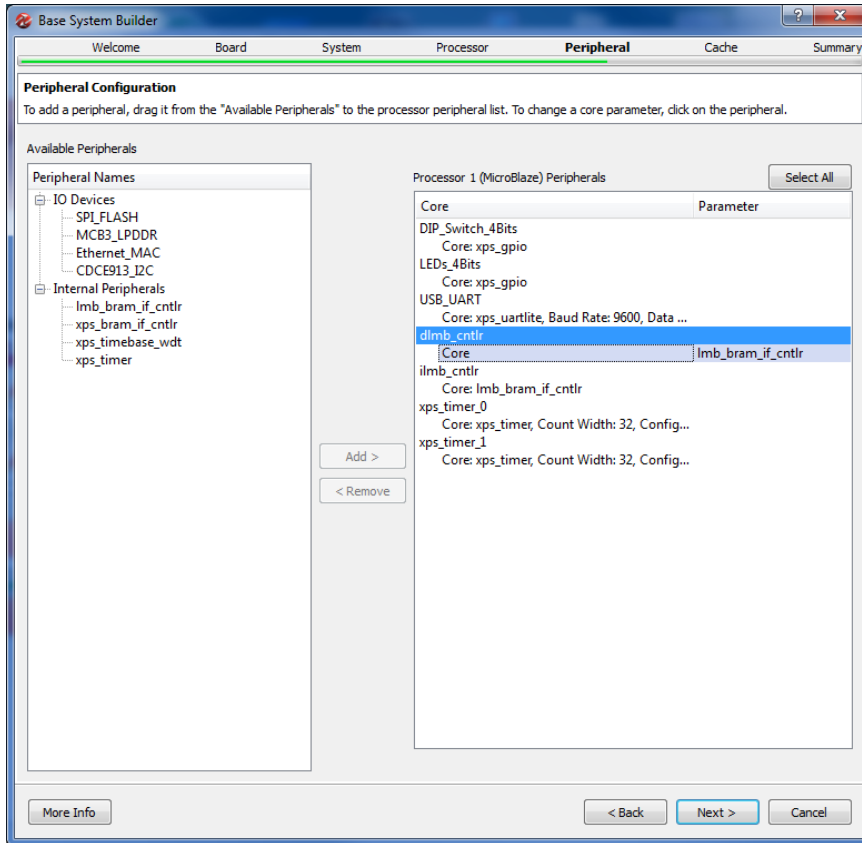 Base System Builder
?
Welcome Board System Processor Peripheral Cache Summary
Peripheral Configuration
To add a peripheral, drag it from the "Available Peripherals" to the processor peripheral list. To change a core parameter, click on the peripheral.
Available Peripherals
Peripheral Names
IO Devices
SPI_FLASH
MCB3_LPDDR
Ethernet_MAC
CDCE913_I2C
Internal Peripherals
lmb_bram_if_cntlr
xps_bram_if_cntlr
xps_timebase_wdt
xps_timer
Add >
< Remove
Processor 1 (MicroBlaze) Peripherals Select All
Core Parameter
DIP_Switch_4Bits
Core: xps_gpio
LEDs_4Bits
Core: xps_gpio
USB_UART
Core: xps_uartlite, Baud Rate: 9600, Data ...
dlmb_cntlr
Core lmb_bram_if_cntlr
ilmb_cntlr
Core: lmb_bram_if_cntlr
xps_timer_0
Core: xps_timer, Count Width: 32, Config...
xps_timer_1
Core: xps_timer, Count Width: 32, Config...
More Info < Back Next > Cancel